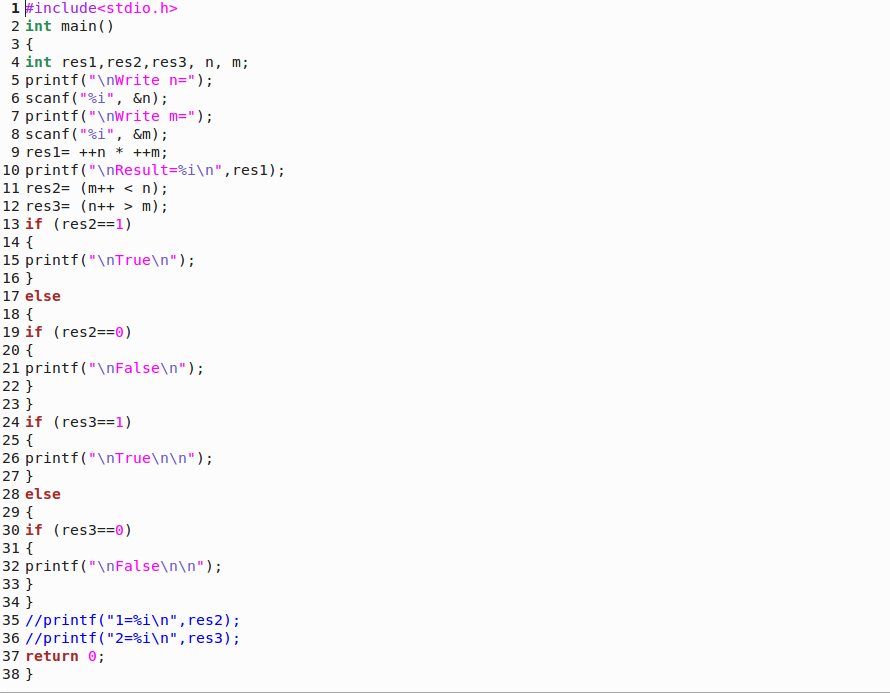 1 #include<stdio.h>
2 int main()
3 {
4 int res1,res2,res3, n, m;
5 printf("\nWrite n=");
6 scanf("%i", &n);
7 printf("\nWrite m=");
8 scanf("%i", &m);
9 res1= ++n * ++m;
10 printf("\nResult=%i\n",res1);
11 res2= (m++ < n);
12 res3= (n++ > m);
13 if (res2==1)
14 {
15 printf("\nTrue\n");
16 }
17 else
18 {
19 if (res2==0)
20 {
21 printf("\nFalse\n");
22 }
23 }
24 if (res3==1)
25 {
26 printf("\nTrue\n\n");
27 }
28 else
29 {
30 if (res3==0)
31 {
32 printf("\nFalse\n\n");
33 }
34 }
35 //printf("1=%i\n",res2);
36 //printf("2=%i\n",res3);
37 return 0;
38 }